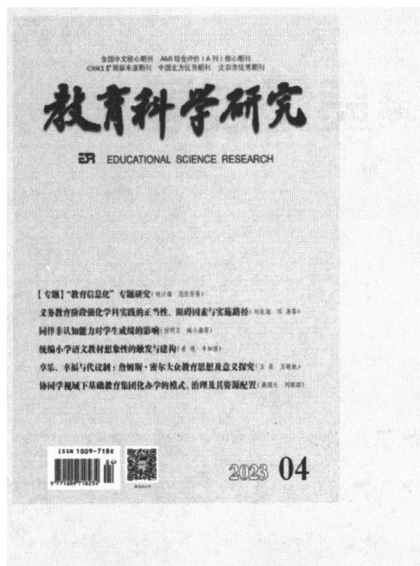 全国中文核心期刊 AMI综合评价(A刊)核心期刊
CRR3扩展版来源期刊 中国北方优秀期刊 北京市优秀期刊
教育科学研究
ESR EDUCATIONAL SCIENCE RESEARCH
【专题】“教育信息化”专题研究
义务教育阶段强化学科实践的正当性、阻碍因素与实施路径
同伴非认知能力对学生成绩的影响
统编小学语文教材想象性的触发与建构
享乐、幸福与代议制:詹姆斯·密尔大众教育思想及意义探究
协同学视域下基础教育集团化办学的模式、治理及其资源配置
ISSN 1009-718X
2023 04